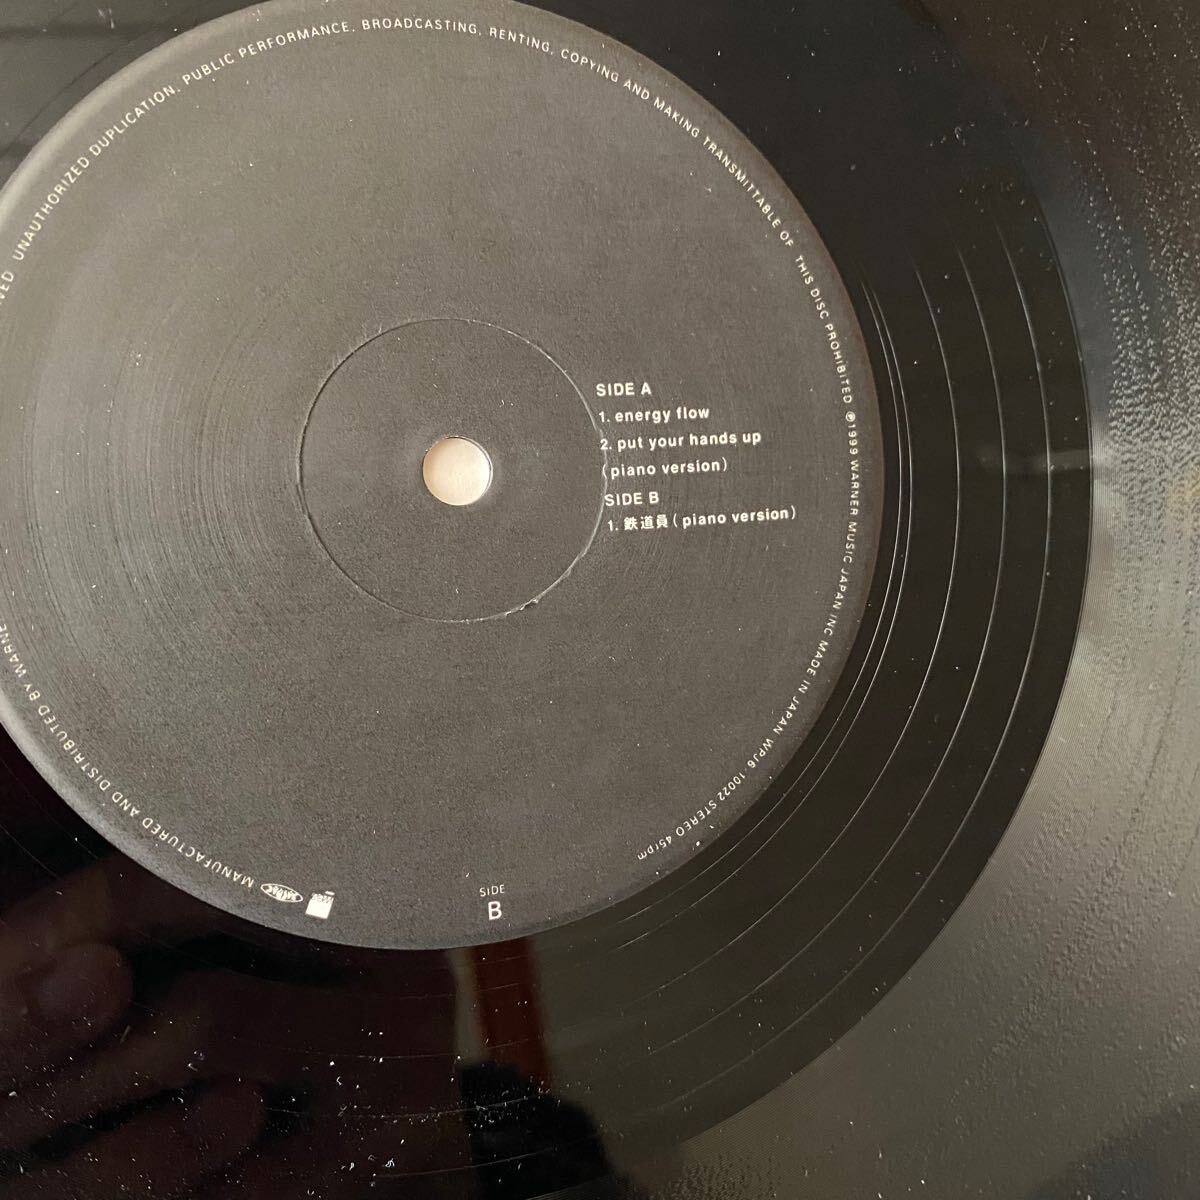 VED UNAUTHORIZED DUPLICATION, PUBLIC PERFORMANCE, BROADCASTING, RENTING, COPYING AND MAKING TRANSMITTABLE OF THIS DISC PROHIBITED ℗1999 WARNER MUSIC JAPAN INC MADE IN JAPAN WPJ6-10022 STEREO 45rpm
SIDE A
1. energy flow
2. put your hands up
(piano version)
SIDE B
1. 鉄道員 (piano version)
MANUFACTURED AND DISTRIBUTED BY WARNE
SIDE
B